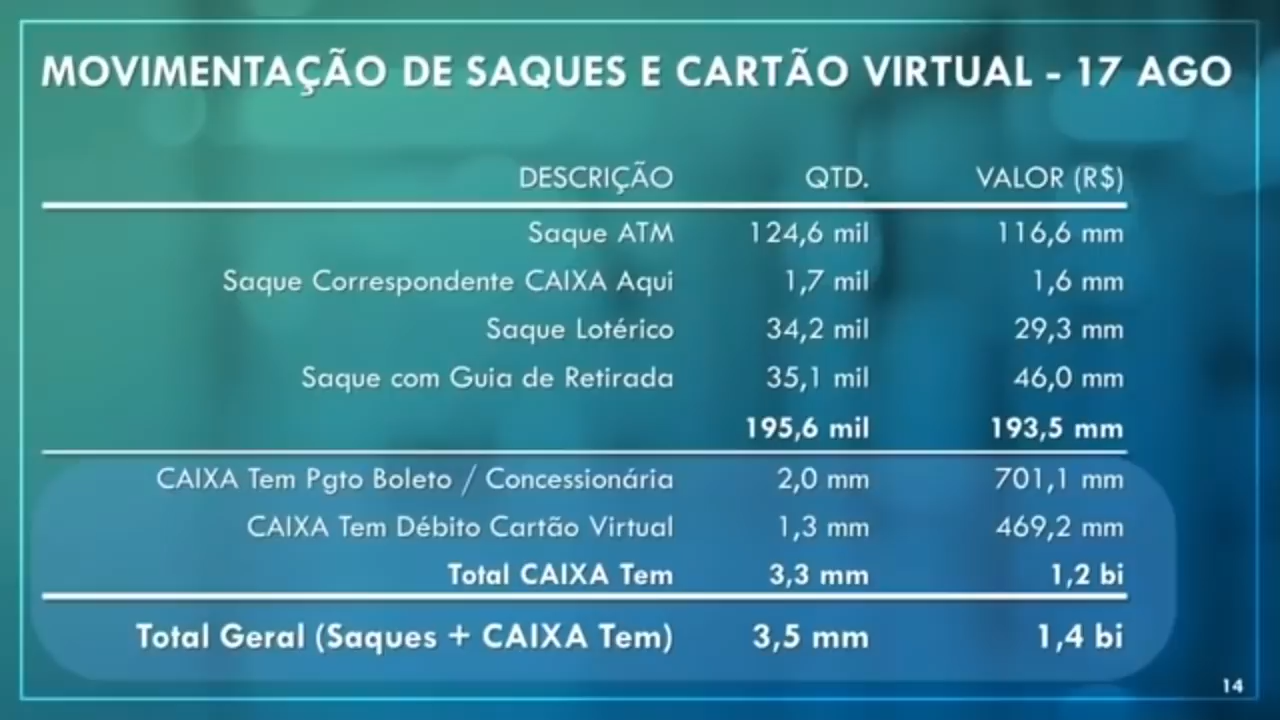 MOVIMENTAÇÃO DE SAQUES E CARTÃO VIRTUAL - 17 AGO
DESCRIÇÃO QTD. VALOR (R$)
Saque ATM 124,6 mil 116,6 mm
Saque Correspondente CAIXA Aqui 1,7 mil 1,6 mm
Saque Lotérico 34,2 mil 29,3 mm
Saque com Guia de Retirada 35,1 mil 46,0 mm
195,6 mil 193,5 mm
CAIXA Tem Pgto Boleto / Concessionária 2,0 mm 701,1 mm
CAIXA Tem Débito Cartão Virtual 1,3 mm 469,2 mm
Total CAIXA Tem 3,3 mm 1,2 bi
Total Geral (Saques + CAIXA Tem) 3,5 mm 1,4 bi
14